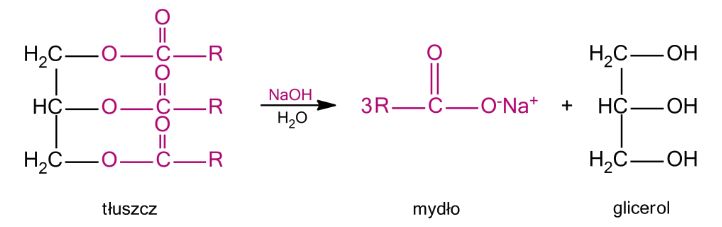 O O H₂C—OH
H₂C—O—C—R
O
HC—O—C—R NaOH 3R—C—O⁻Na⁺ + HC—OH
O H₂O
H₂C—O—C—R H₂C—OH
tłuszcz mydło glicerol